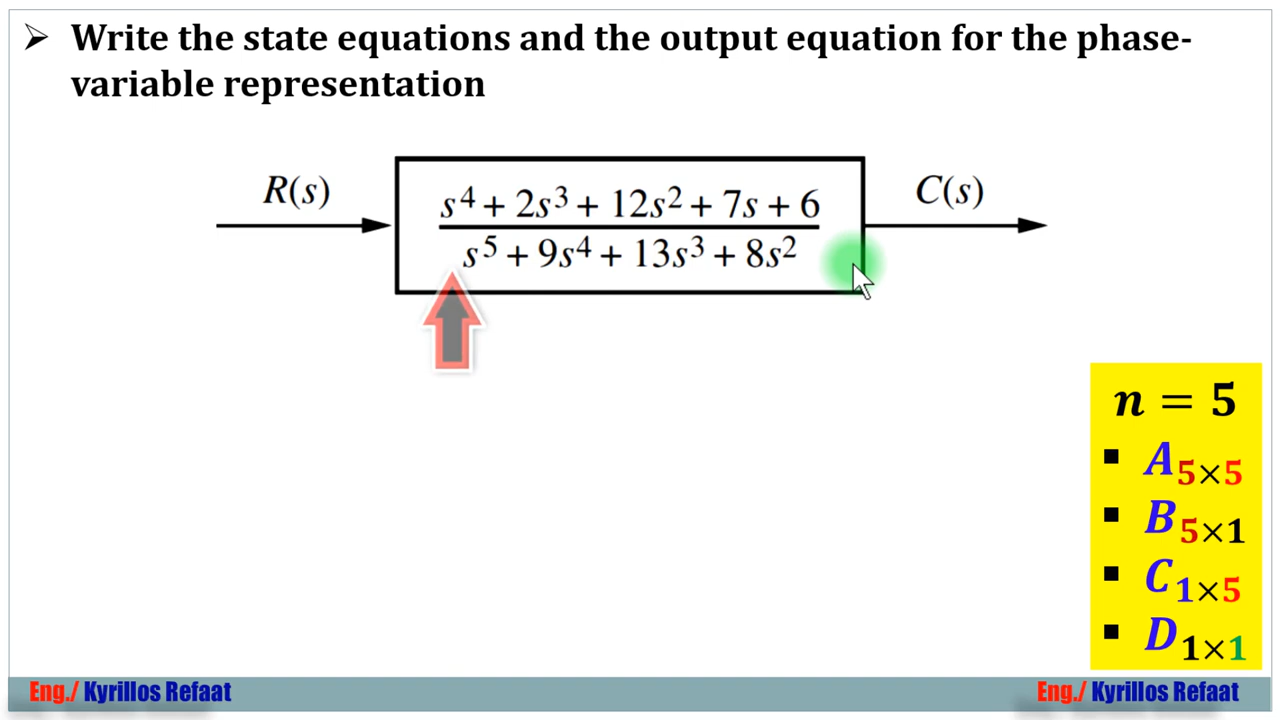 ➢ Write the state equations and the output equation for the phase-
variable representation
R(s)
s⁴ + 2s³ + 12s² + 7s + 6
s⁵ + 9s⁴ + 13s³ + 8s²
C(s)
n = 5
▪ A 5×5
▪ B 5×1
▪ C 1×5
▪ D 1×1
Eng./ Kyrillos Refaat
Eng./ Kyrillos Refaat